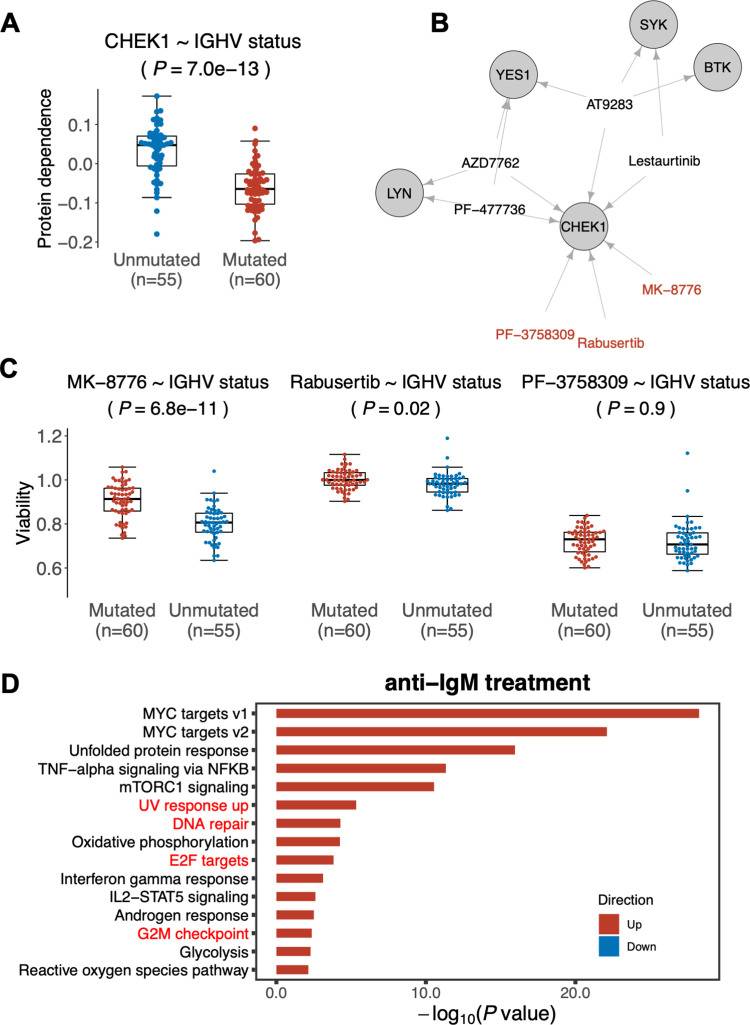 A
CHEK1 ~ IGHV status
( P = 7.0e−13 )
Protein dependence
0.1
0.0
−0.1
−0.2
Unmutated
(n=55)
Mutated
(n=60)
B
SYK
YES1
BTK
AT9283
AZD7762
Lestaurtinib
LYN
PF−477736
CHEK1
MK−8776
PF−3758309
Rabusertib
C
MK−8776 ~ IGHV status
( P = 6.8e−11 )
Rabusertib ~ IGHV status
( P = 0.02 )
PF−3758309 ~ IGHV status
( P = 0.9 )
Viability
1.2
1.0
0.8
0.6
Mutated
(n=60)
Unmutated
(n=55)
Mutated
(n=60)
Unmutated
(n=55)
Mutated
(n=60)
Unmutated
(n=55)
D
anti−IgM treatment
MYC targets v1
MYC targets v2
Unfolded protein response
TNF−alpha signaling via NFKB
mTORC1 signaling
UV response up
DNA repair
Oxidative phosphorylation
E2F targets
Interferon gamma response
IL2−STAT5 signaling
Androgen response
G2M checkpoint
Glycolysis
Reactive oxygen species pathway
Direction
Up
Down
0.0
10.0
20.0
−log10(P value)